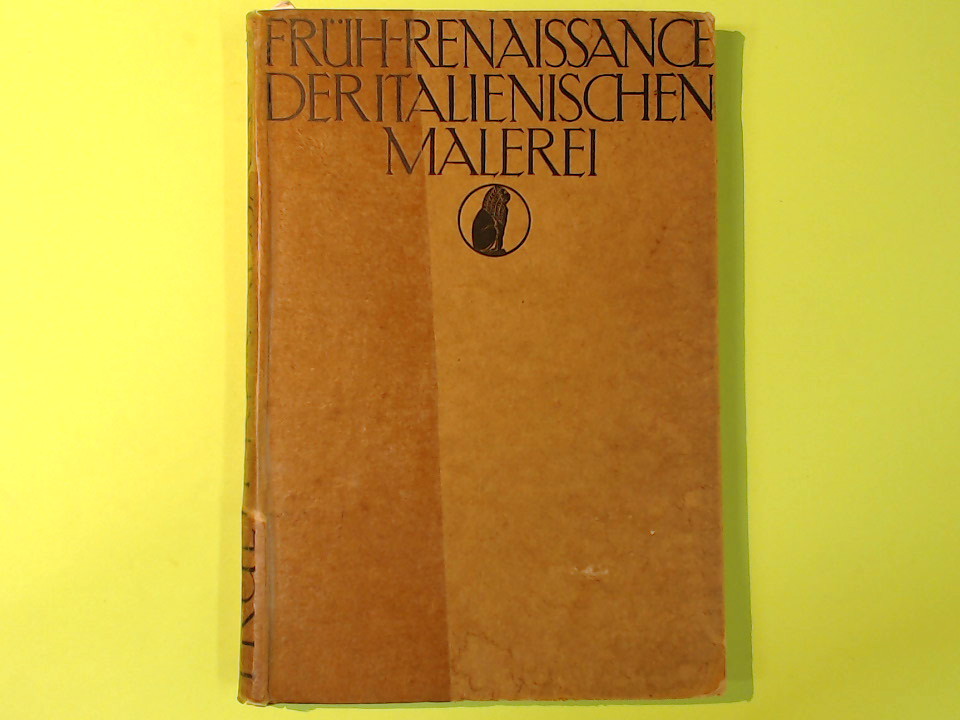 FRÜH-RENAISSANCE
DER ITALIENISCHEN
MALEREI